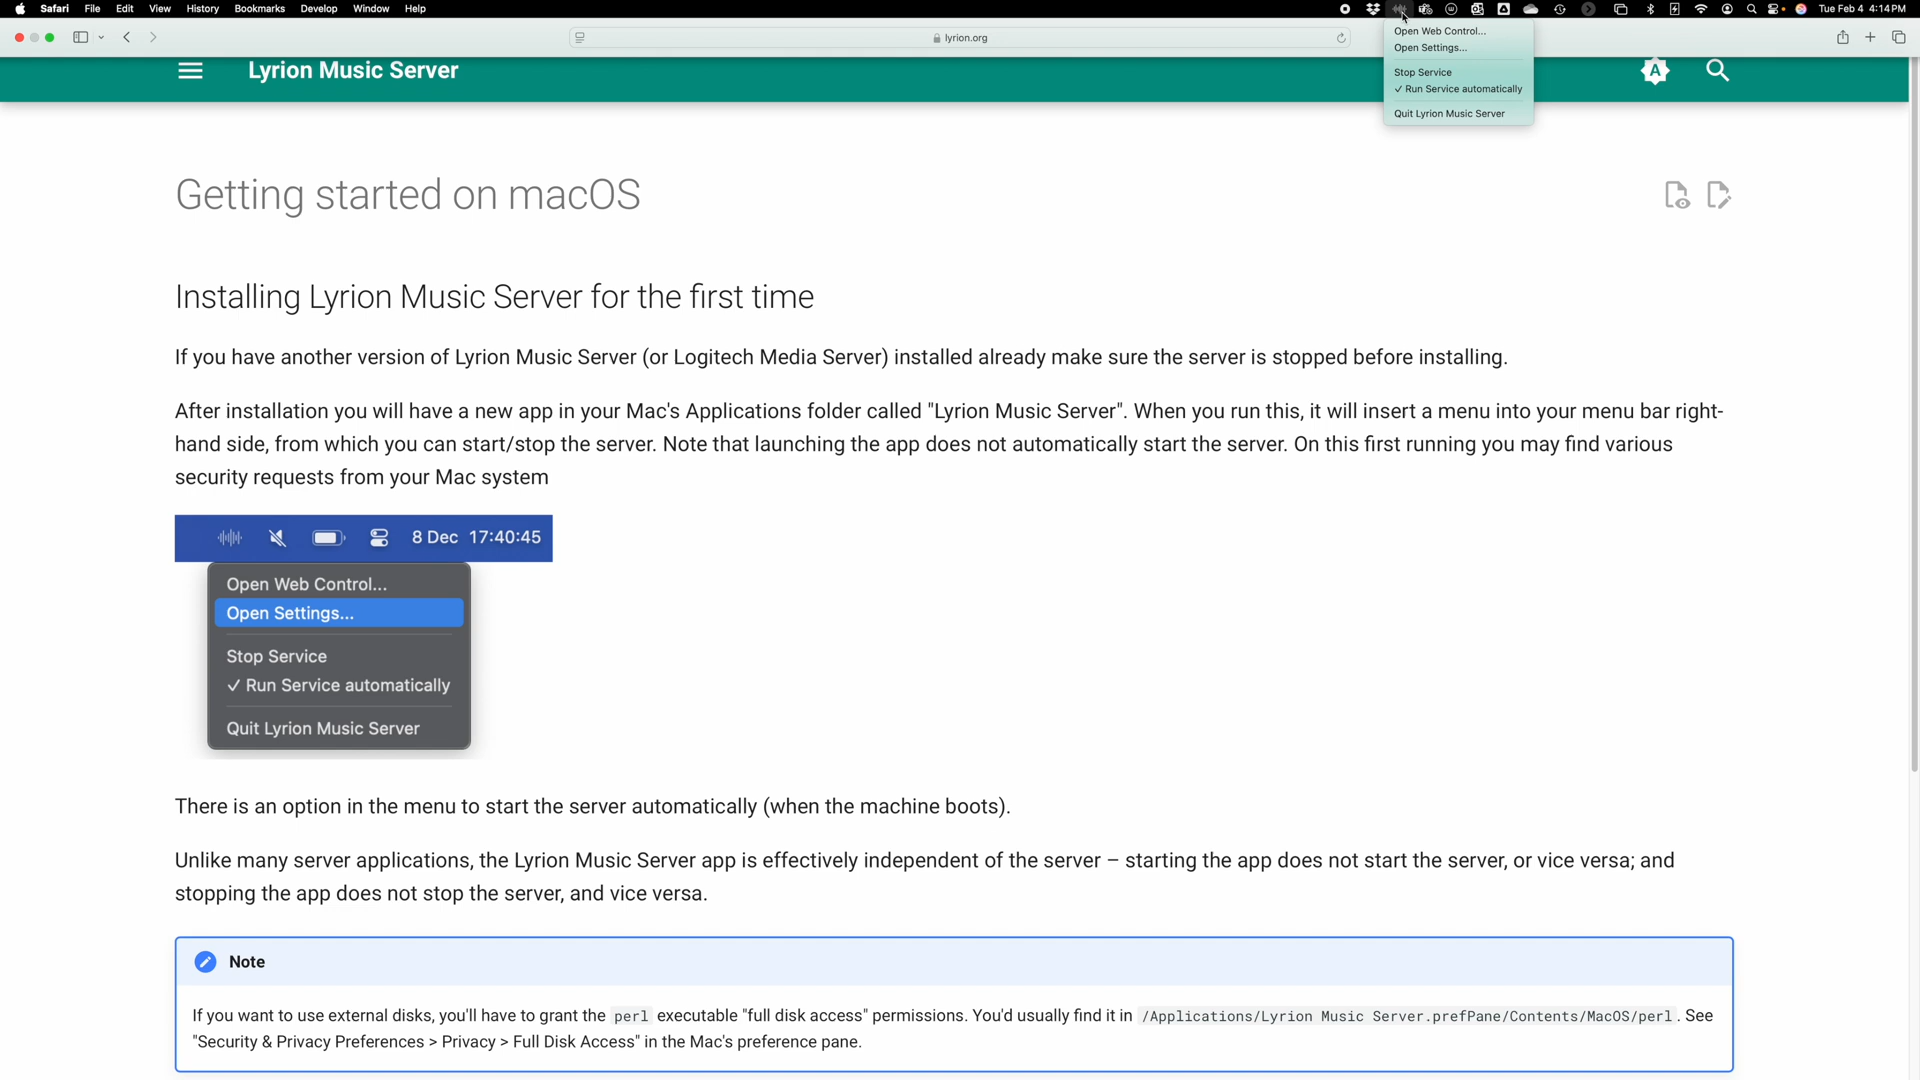 Safari File Edit View History Bookmarks Develop Window Help
Tue Feb 4 4:14 PM
lyrion.org
Open Web Control...
Open Settings...
Stop Service
✓ Run Service automatically
Quit Lyrion Music Server
Lyrion Music Server
A
Getting started on macOS
Installing Lyrion Music Server for the first time
If you have another version of Lyrion Music Server (or Logitech Media Server) installed already make sure the server is stopped before installing.
After installation you will have a new app in your Mac's Applications folder called "Lyrion Music Server". When you run this, it will insert a menu into your menu bar right-
hand side, from which you can start/stop the server. Note that launching the app does not automatically start the server. On this first running you may find various
security requests from your Mac system
8 Dec 17:40:45
Open Web Control...
Open Settings...
Stop Service
✓ Run Service automatically
Quit Lyrion Music Server
There is an option in the menu to start the server automatically (when the machine boots).
Unlike many server applications, the Lyrion Music Server app is effectively independent of the server – starting the app does not start the server, or vice versa; and
stopping the app does not stop the server, and vice versa.
Note
If you want to use external disks, you'll have to grant the perl executable "full disk access" permissions. You'd usually find it in /Applications/Lyrion Music Server.prefPane/Contents/MacOS/perl . See
"Security & Privacy Preferences > Privacy > Full Disk Access" in the Mac's preference pane.